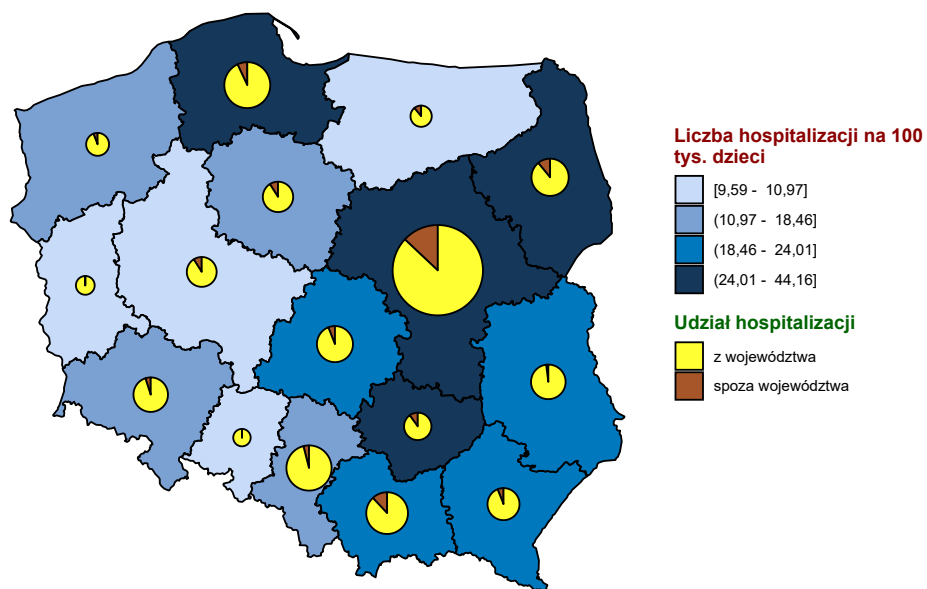 Liczba hospitalizacji na 100
tys. dzieci
[9,59 - 10,97]
(10,97 - 18,46]
(18,46 - 24,01]
(24,01 - 44,16]
Udział hospitalizacji
z województwa
spoza województwa